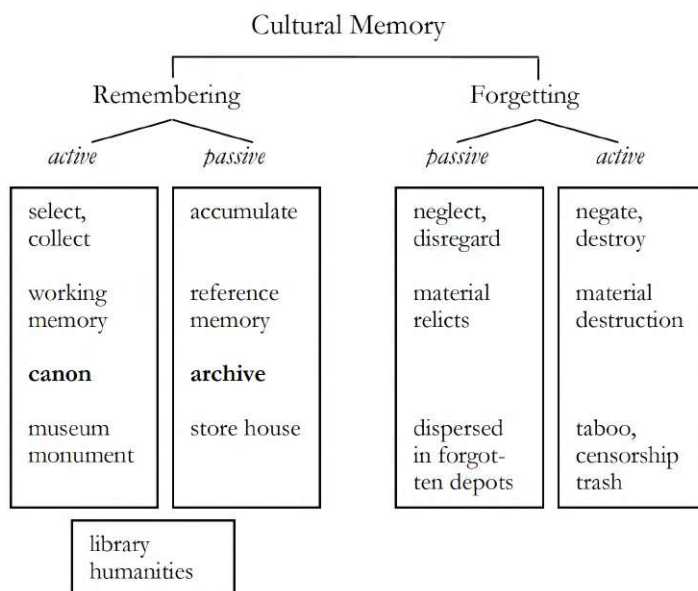 Cultural Memory
Remembering
Forgetting
active
passive
passive
active
select,
collect
working
memory
canon
museum
monument
accumulate
reference
memory
archive
store house
neglect,
disregard
material
relicts
dispersed
in forgot-
ten depots
negate,
destroy
material
destruction
taboo,
censorship
trash
library
humanities